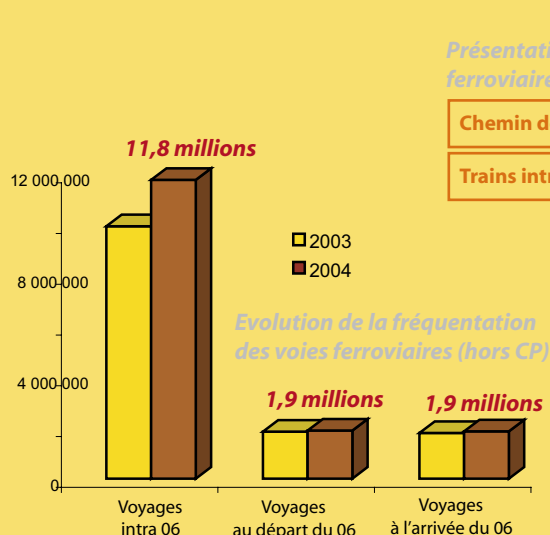 Présentati
ferroviaire
Chemin d
Trains intr
11,8 millions
12 000 000
8 000 000
4 000 000
0
2003
2004
Evolution de la fréquentation
des voies ferroviaires (hors CP)
1,9 millions
1,9 millions
Voyages
intra 06
Voyages
au départ du 06
Voyages
à l'arrivée du 06